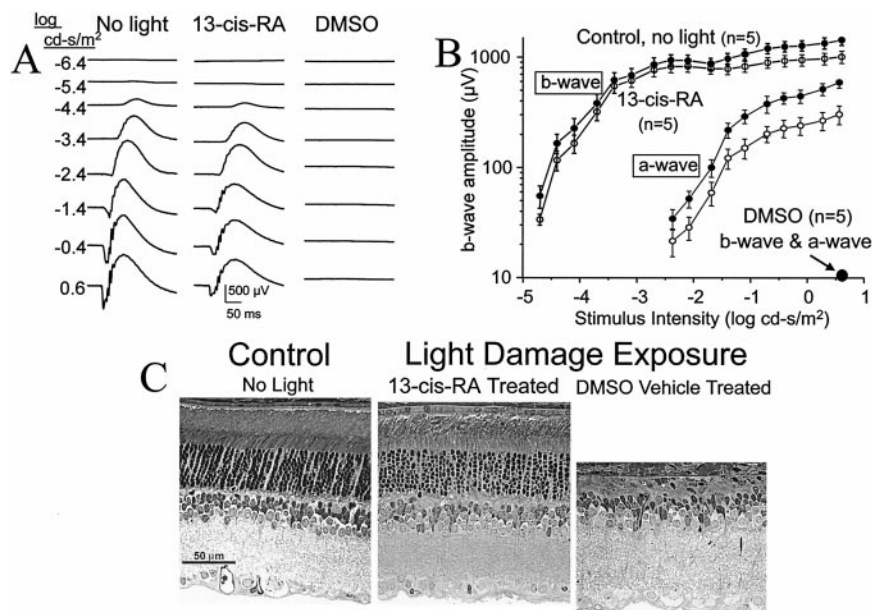 log
cd-s/m²
No light
13-cis-RA
DMSO
A
-6.4
-5.4
-4.4
-3.4
-2.4
-1.4
-0.4
0.6
500 µV
50 ms
B
Control, no light (n=5)
b-wave
13-cis-RA
(n=5)
a-wave
DMSO (n=5)
b-wave & a-wave
b-wave amplitude (µV)
1000
100
10
-5 -4 -3 -2 -1 0 1
Stimulus Intensity (log cd-s/m²)
C
Control
No Light
Light Damage Exposure
13-cis-RA Treated
DMSO Vehicle Treated
50 µm